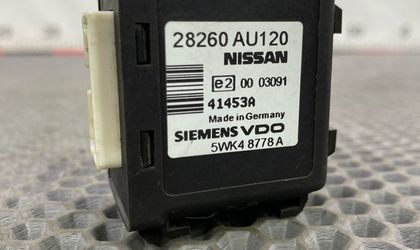 28260 AU120
NISSAN
e2 00 03091
41453A
Made in Germany
SIEMENS VDO
5WK4 8778 A